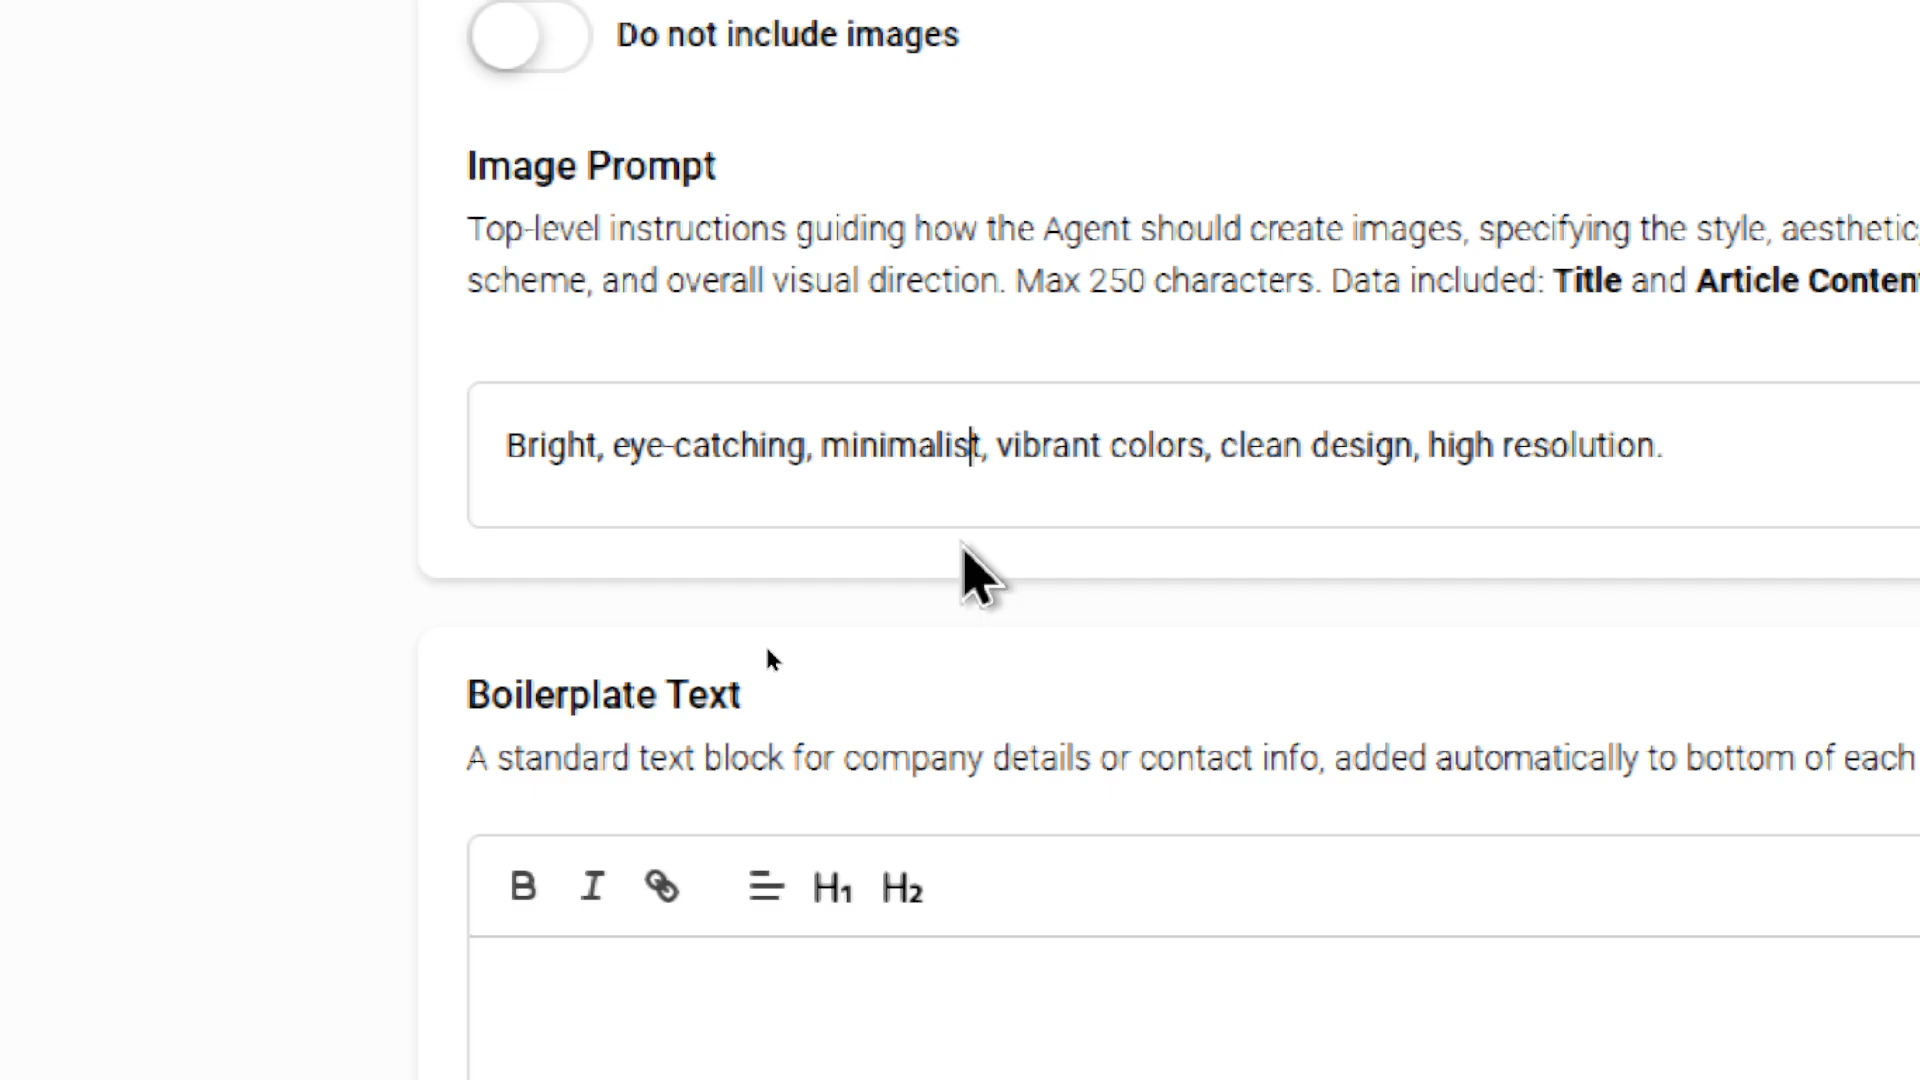 Do not include images
Image Prompt
Top-level instructions guiding how the Agent should create images, specifying the style, aesthetic,
scheme, and overall visual direction. Max 250 characters. Data included: Title and Article Conten
Bright, eye-catching, minimalist, vibrant colors, clean design, high resolution.
Boilerplate Text
A standard text block for company details or contact info, added automatically to bottom of each
B I H1 H2